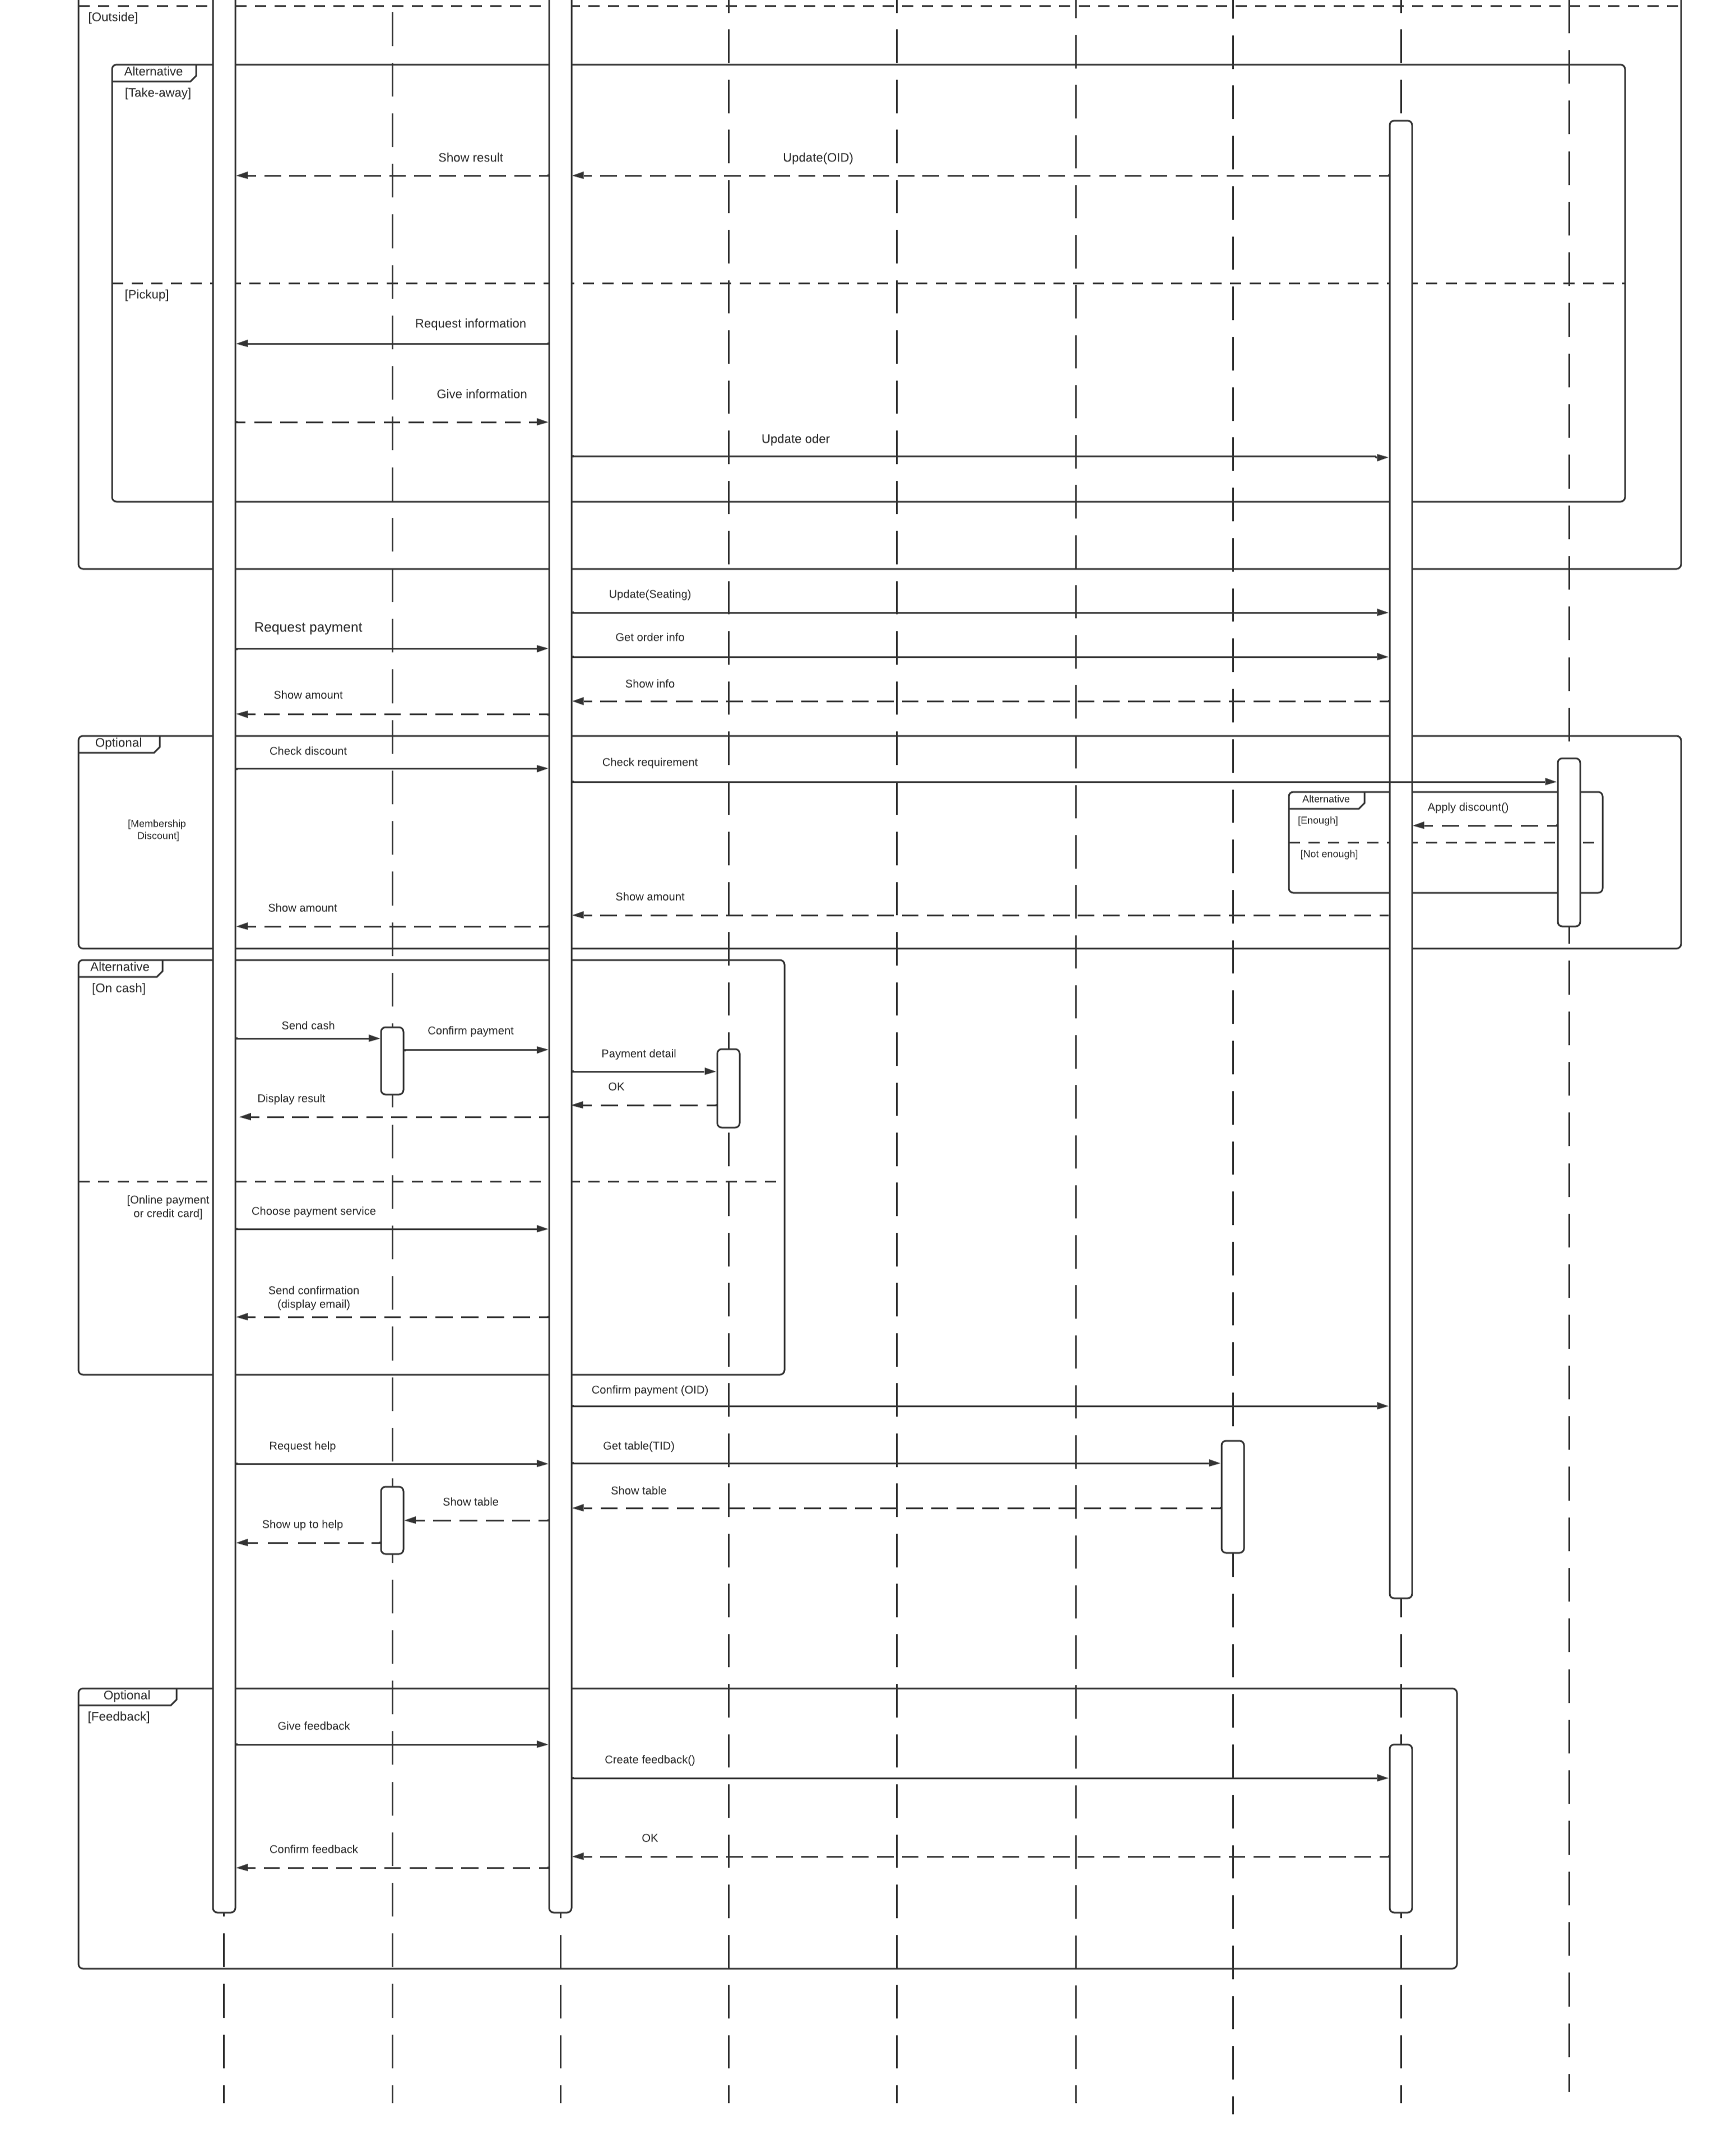 [Outside]
Alternative
[Take-away]
Show result
Update(OID)
[Pickup]
Request information
Give information
Update oder
Update(Seating)
Request payment
Get order info
Show info
Show amount
Optional
Check discount
Check requirement
Alternative
Apply discount()
[Enough]
[Membership
Discount]
[Not enough]
Show amount
Show amount
Alternative
[On cash]
Send cash
Confirm payment
Payment detail
OK
Display result
[Online payment
or credit card]
Choose payment service
Send confirmation
(display email)
Confirm payment (OID)
Request help
Get table(TID)
Show table
Show table
Show up to help
Optional
[Feedback]
Give feedback
Create feedback()
OK
Confirm feedback